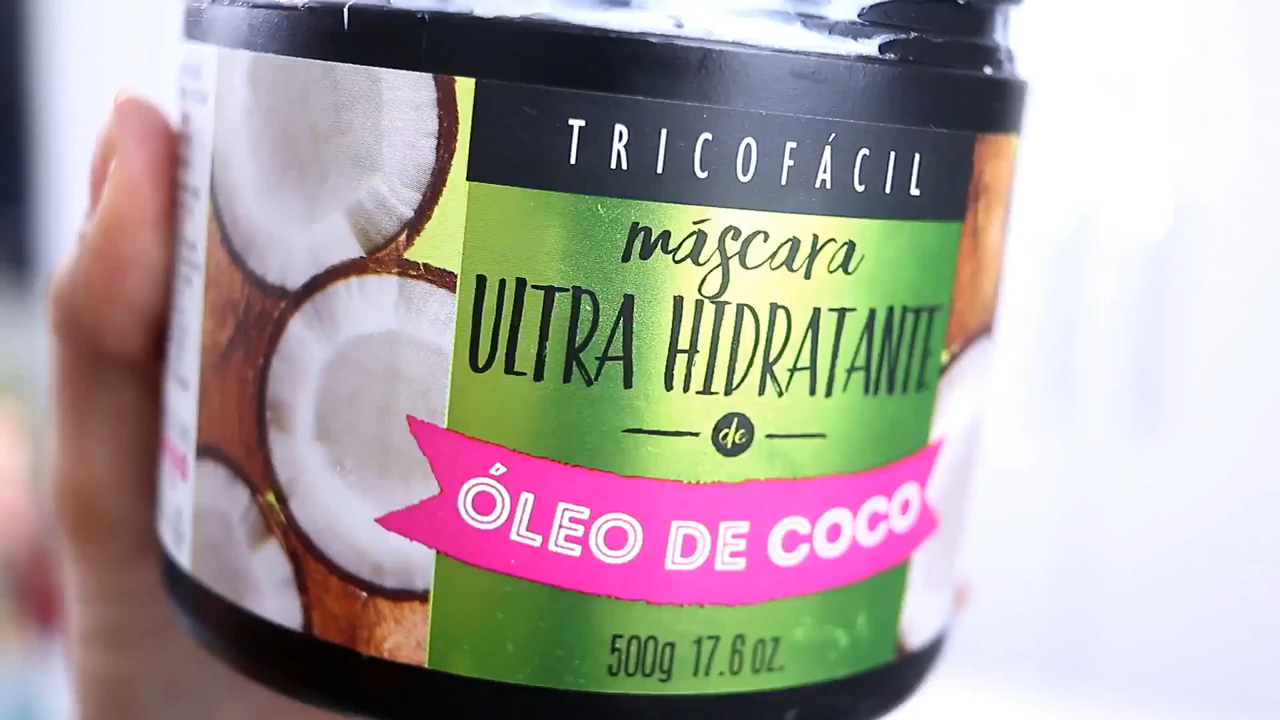 TRICOFÁCIL
máscara
ULTRA HIDRATANTE
de
ÓLEO DE COCO
500g 17.6 oz.